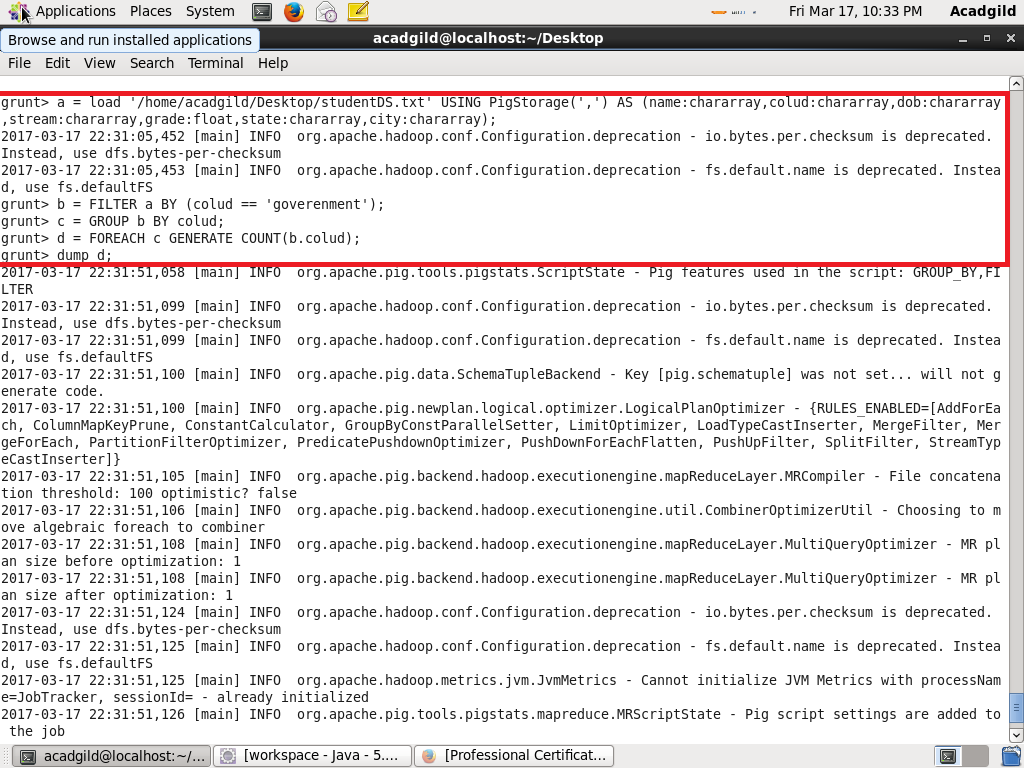 Applications Places System Fri Mar 17, 10:33 PM Acadgild
Browse and run installed applications
acadgild@localhost:~/Desktop
File Edit View Search Terminal Help
grunt> a = load '/home/acadgild/Desktop/studentDS.txt' USING PigStorage(',') AS (name:chararray,colud:chararray,dob:chararray
,stream:chararray,grade:float,state:chararray,city:chararray);
2017-03-17 22:31:05,452 [main] INFO  org.apache.hadoop.conf.Configuration.deprecation - io.bytes.per.checksum is deprecated.
Instead, use dfs.bytes-per-checksum
2017-03-17 22:31:05,453 [main] INFO  org.apache.hadoop.conf.Configuration.deprecation - fs.default.name is deprecated. Instea
d, use fs.defaultFS
grunt> b = FILTER a BY (colud == 'goverenment');
grunt> c = GROUP b BY colud;
grunt> d = FOREACH c GENERATE COUNT(b.colud);
grunt> dump d;
2017-03-17 22:31:51,058 [main] INFO  org.apache.pig.tools.pigstats.ScriptState - Pig features used in the script: GROUP_BY,FI
LTER
2017-03-17 22:31:51,099 [main] INFO  org.apache.hadoop.conf.Configuration.deprecation - io.bytes.per.checksum is deprecated.
Instead, use dfs.bytes-per-checksum
2017-03-17 22:31:51,099 [main] INFO  org.apache.hadoop.conf.Configuration.deprecation - fs.default.name is deprecated. Instea
d, use fs.defaultFS
2017-03-17 22:31:51,100 [main] INFO  org.apache.pig.data.SchemaTupleBackend - Key [pig.schematuple] was not set... will not g
enerate code.
2017-03-17 22:31:51,100 [main] INFO  org.apache.pig.newplan.logical.optimizer.LogicalPlanOptimizer - {RULES_ENABLED=[AddForEa
ch, ColumnMapKeyPrune, ConstantCalculator, GroupByConstParallelSetter, LimitOptimizer, LoadTypeCastInserter, MergeFilter, Mer
geForEach, PartitionFilterOptimizer, PredicatePushdownOptimizer, PushDownForEachFlatten, PushUpFilter, SplitFilter, StreamTyp
eCastInserter]}
2017-03-17 22:31:51,105 [main] INFO  org.apache.pig.backend.hadoop.executionengine.mapReduceLayer.MRCompiler - File concatena
tion threshold: 100 optimistic? false
2017-03-17 22:31:51,106 [main] INFO  org.apache.pig.backend.hadoop.executionengine.util.CombinerOptimizerUtil - Choosing to m
ove algebraic foreach to combiner
2017-03-17 22:31:51,108 [main] INFO  org.apache.pig.backend.hadoop.executionengine.mapReduceLayer.MultiQueryOptimizer - MR pl
an size before optimization: 1
2017-03-17 22:31:51,108 [main] INFO  org.apache.pig.backend.hadoop.executionengine.mapReduceLayer.MultiQueryOptimizer - MR pl
an size after optimization: 1
2017-03-17 22:31:51,124 [main] INFO  org.apache.hadoop.conf.Configuration.deprecation - io.bytes.per.checksum is deprecated.
Instead, use dfs.bytes-per-checksum
2017-03-17 22:31:51,125 [main] INFO  org.apache.hadoop.conf.Configuration.deprecation - fs.default.name is deprecated. Instea
d, use fs.defaultFS
2017-03-17 22:31:51,125 [main] INFO  org.apache.hadoop.metrics.jvm.JvmMetrics - Cannot initialize JVM Metrics with processNam
e=JobTracker, sessionId= - already initialized
2017-03-17 22:31:51,126 [main] INFO  org.apache.pig.tools.pigstats.mapreduce.MRScriptState - Pig script settings are added to
 the job
acadgild@localhost:~/... [workspace - Java - 5.... [Professional Certificat...